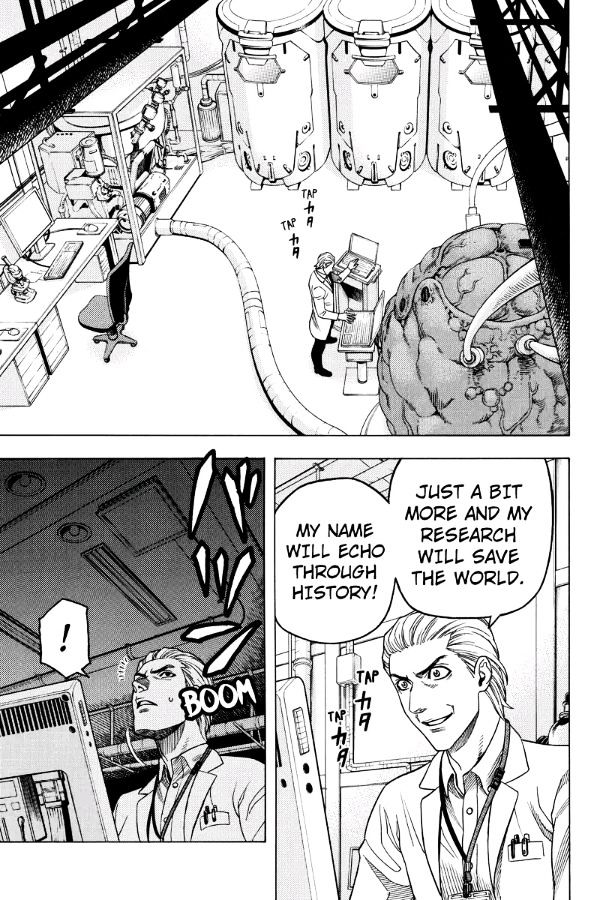 TAP
カタ
TAP
カタ
JUST A BIT
MORE AND MY
RESEARCH
WILL SAVE
THE WORLD.
MY NAME
WILL ECHO
THROUGH
HISTORY!
TAP
カタ
TAP
カタ
BOOM
!